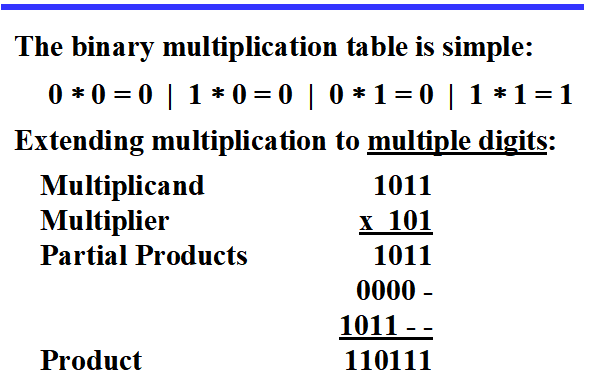 The binary multiplication table is simple:
0 * 0 = 0 | 1 * 0 = 0 | 0 * 1 = 0 | 1 * 1 = 1
Extending multiplication to multiple digits:
Multiplicand 1011
Multiplier x 101
Partial Products 1011
0000 -
1011 - -
Product 110111